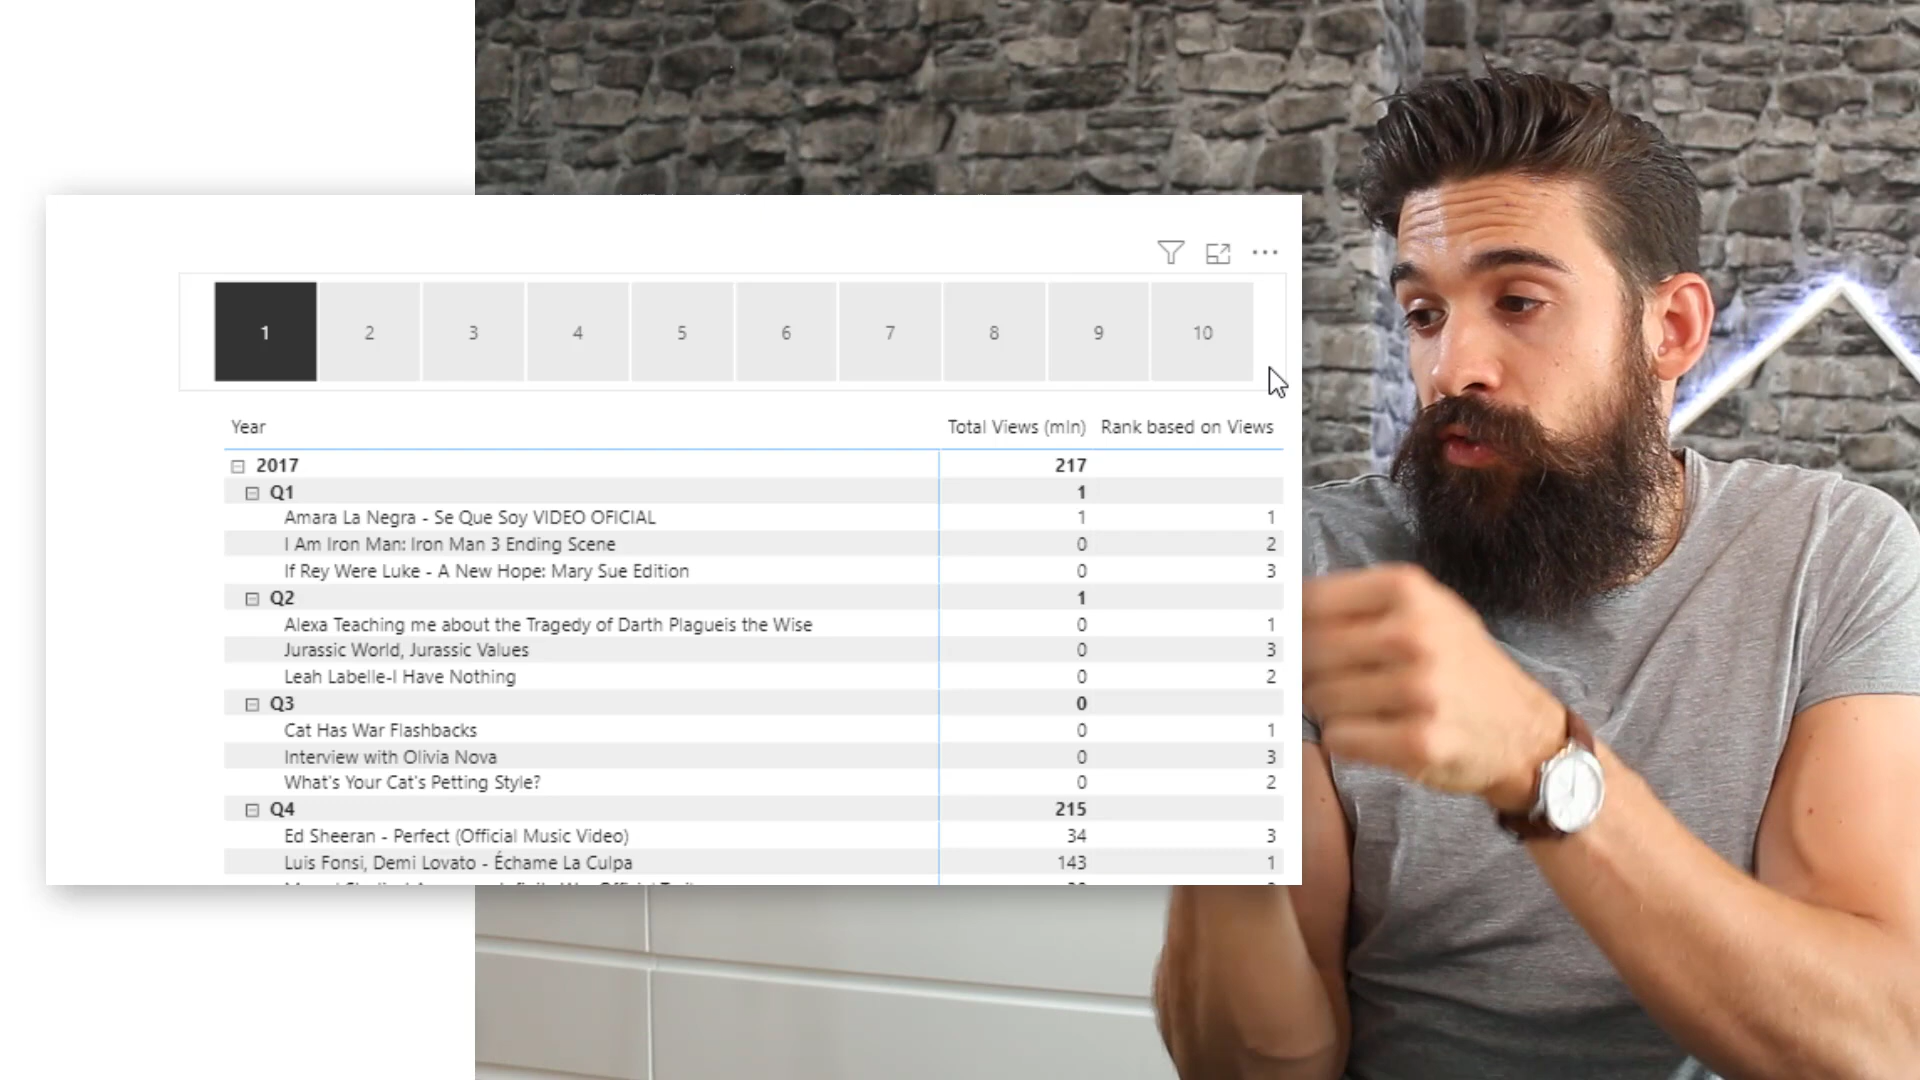 1 2 3 4 5 6 7 8 9 10
Year Total Views (mln) Rank based on Views
2017 217
Q1 1
Amara La Negra - Se Que Soy VIDEO OFICIAL 1 1
I Am Iron Man: Iron Man 3 Ending Scene 0 2
If Rey Were Luke - A New Hope: Mary Sue Edition 0 3
Q2 1
Alexa Teaching me about the Tragedy of Darth Plagueis the Wise 0 1
Jurassic World, Jurassic Values 0 3
Leah Labelle-I Have Nothing 0 2
Q3 0
Cat Has War Flashbacks 0 1
Interview with Olivia Nova 0 3
What's Your Cat's Petting Style? 0 2
Q4 215
Ed Sheeran - Perfect (Official Music Video) 34 3
Luis Fonsi, Demi Lovato - Échame La Culpa 143 1